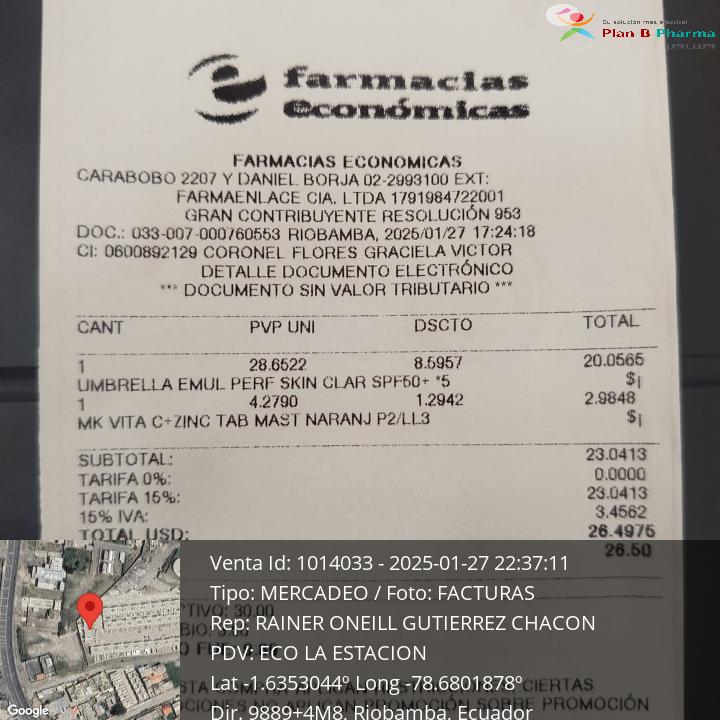 Su solución más efectiva!
Plan B Pharma
farmacias
económicas
FARMACIAS ECONOMICAS
CARABOBO 2207 Y DANIEL BORJA 02-2993100 EXT:
FARMAENLACE CIA. LTDA 1791984722001
GRAN CONTRIBUYENTE RESOLUCIÓN 953
DOC.: 033-007-000760553 RIOBAMBA, 2025/01/27 17:24:18
CI: 0600892129 CORONEL FLORES GRACIELA VICTOR
DETALLE DOCUMENTO ELECTRÓNICO
*** DOCUMENTO SIN VALOR TRIBUTARIO ***
CANT PVP UNI DSCTO TOTAL
1 28.6522 8.5957 20.0565
UMBRELLA EMUL PERF SKIN CLAR SPF50+ *5 $¡
1 4.2790 1.2942 2.9848
MK VITA C+ZINC TAB MAST NARANJ P2/LL3 $¡
SUBTOTAL: 23.0413
TARIFA 0%: 0.0000
TARIFA 15%: 23.0413
15% IVA: 3.4562
TOTAL USD: 26.4975
26.50
Venta Id: 1014033 - 2025-01-27 22:37:11
Tipo: MERCADEO / Foto: FACTURAS
30.00
Rep: RAINER ONEILL GUTIERREZ CHACON
PDV: ECO LA ESTACION
Lat -1.6353044º Long -78.6801878º
CIERTAS
PROMOCIÓN SOBRE PROMOCIÓN
Dir. 9889+4M8, Riobamba, Ecuador
Google